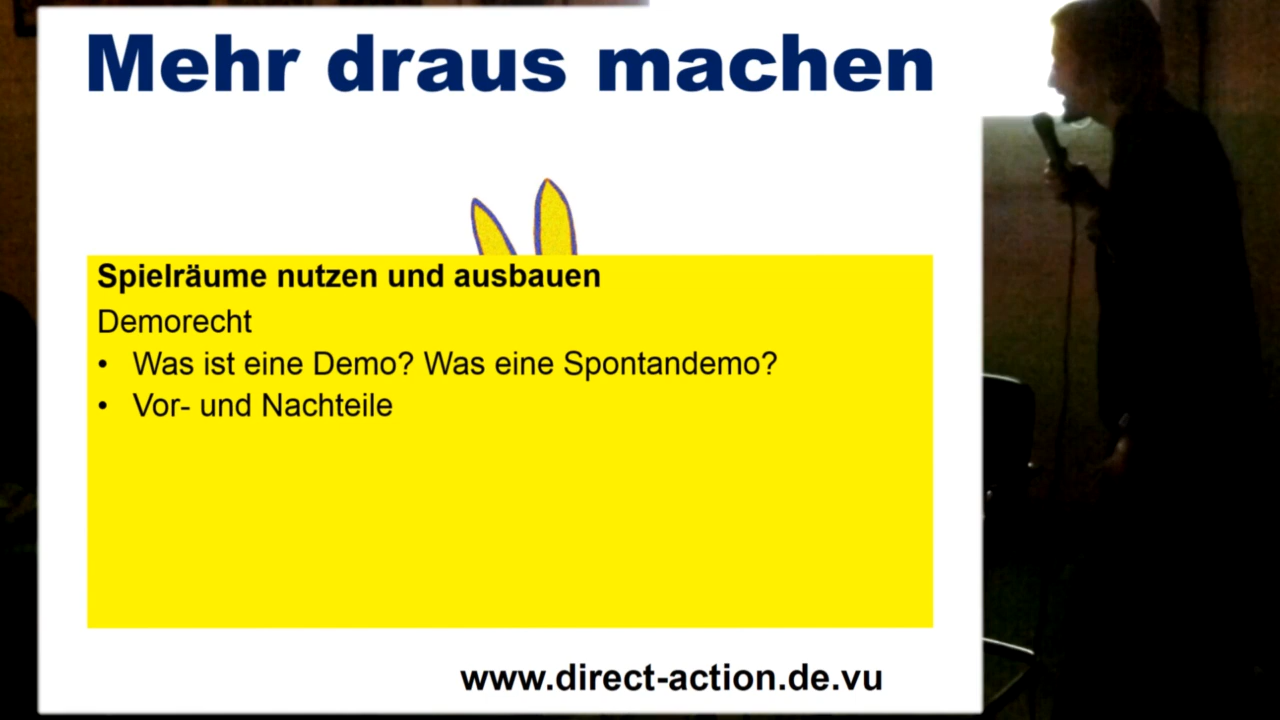 Mehr draus machen
Spielräume nutzen und ausbauen
Demorecht
• Was ist eine Demo? Was eine Spontandemo?
• Vor- und Nachteile
www.direct-action.de.vu